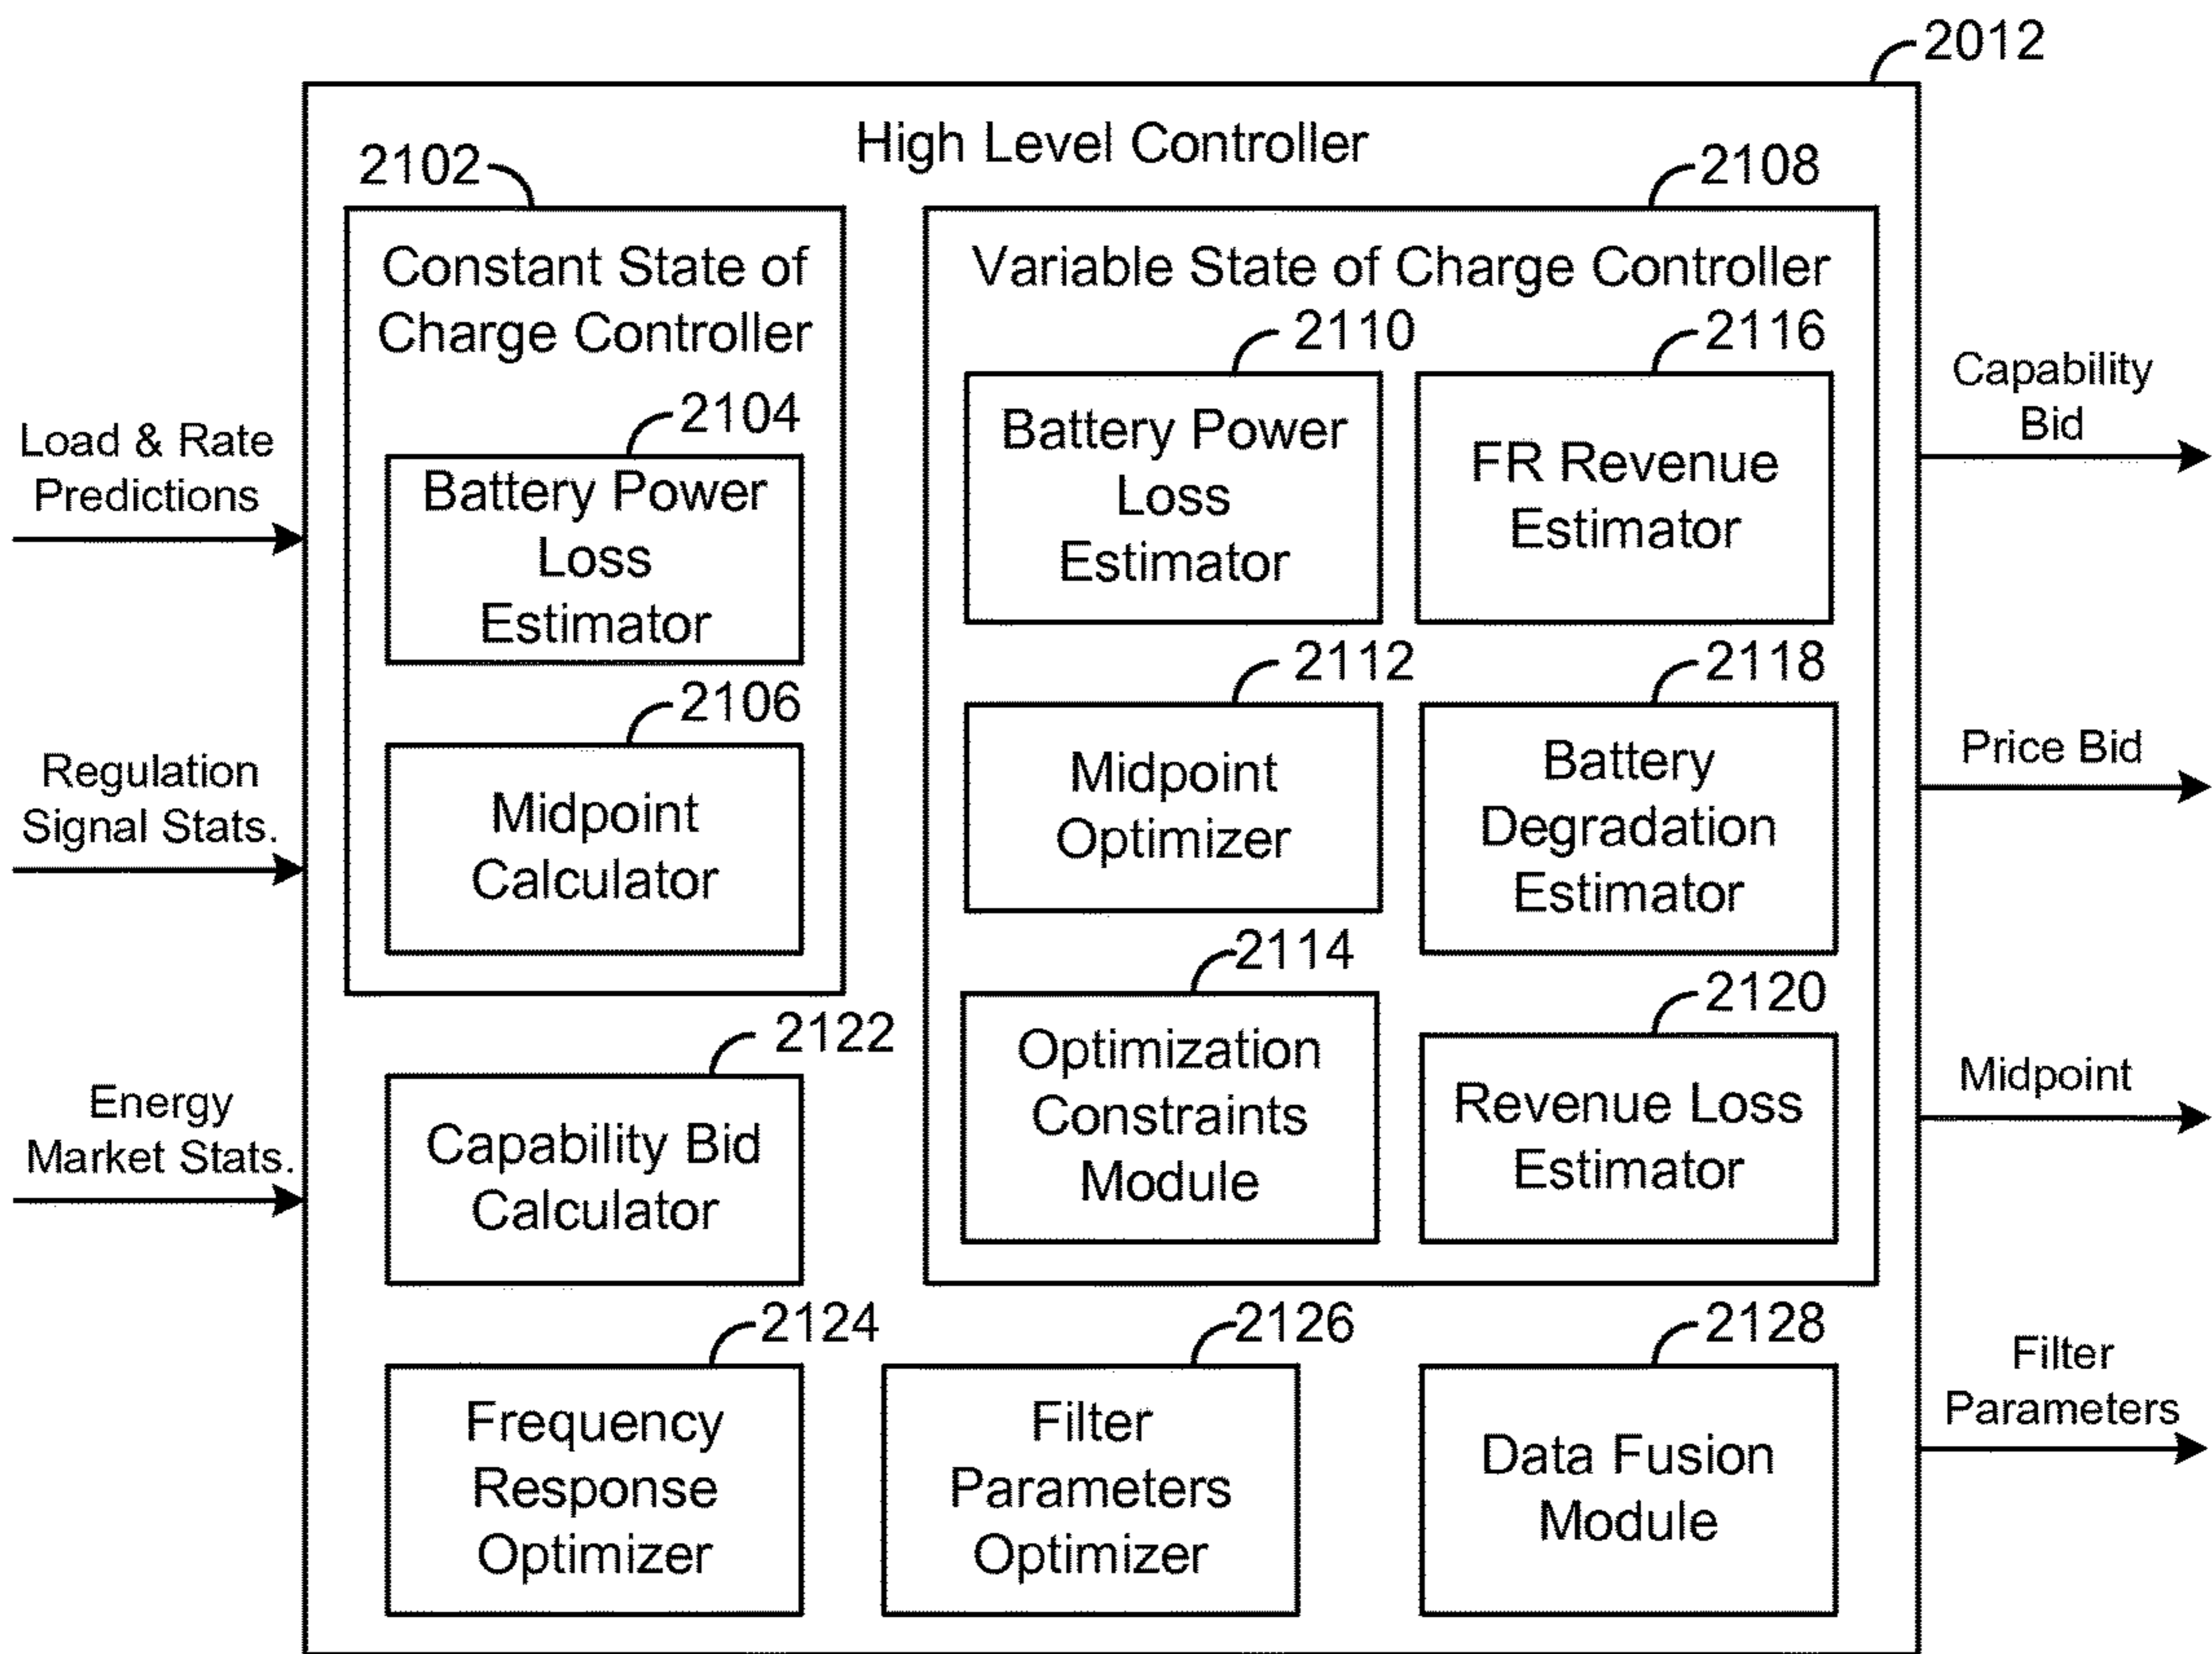 2012
High Level Controller
2102
Constant State of
Charge Controller
2104
Battery Power
Loss
Estimator
2106
Midpoint
Calculator
2108
Variable State of Charge Controller
2110
Battery Power
Loss
Estimator
2116
FR Revenue
Estimator
2112
Midpoint
Optimizer
2118
Battery
Degradation
Estimator
2114
Optimization
Constraints
Module
2120
Revenue Loss
Estimator
2122
Capability Bid
Calculator
2124
Frequency
Response
Optimizer
2126
Filter
Parameters
Optimizer
2128
Data Fusion
Module
Load & Rate
Predictions
Regulation
Signal Stats.
Energy
Market Stats.
Capability
Bid
Price Bid
Midpoint
Filter
Parameters